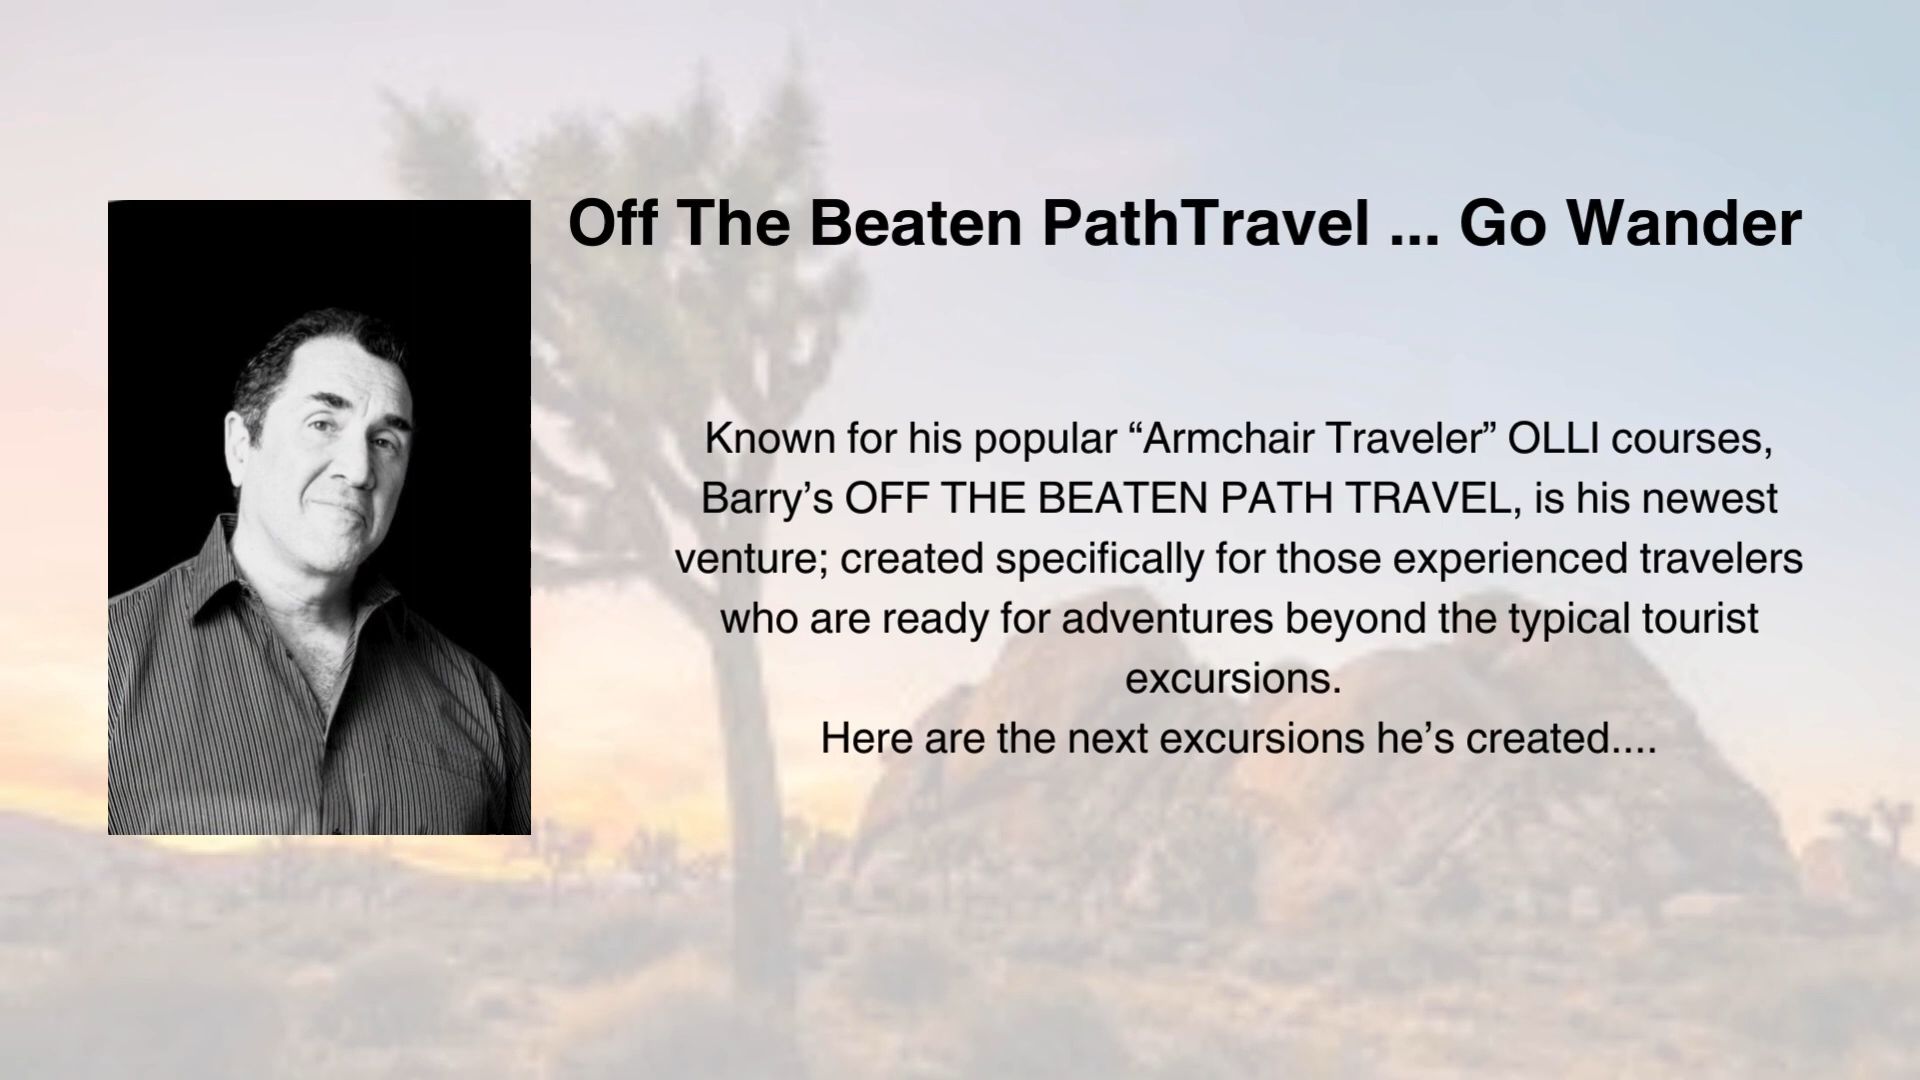 Off The Beaten PathTravel ... Go Wander
Known for his popular “Armchair Traveler” OLLI courses,
Barry’s OFF THE BEATEN PATH TRAVEL, is his newest
venture; created specifically for those experienced travelers
who are ready for adventures beyond the typical tourist
excursions.
Here are the next excursions he’s created....